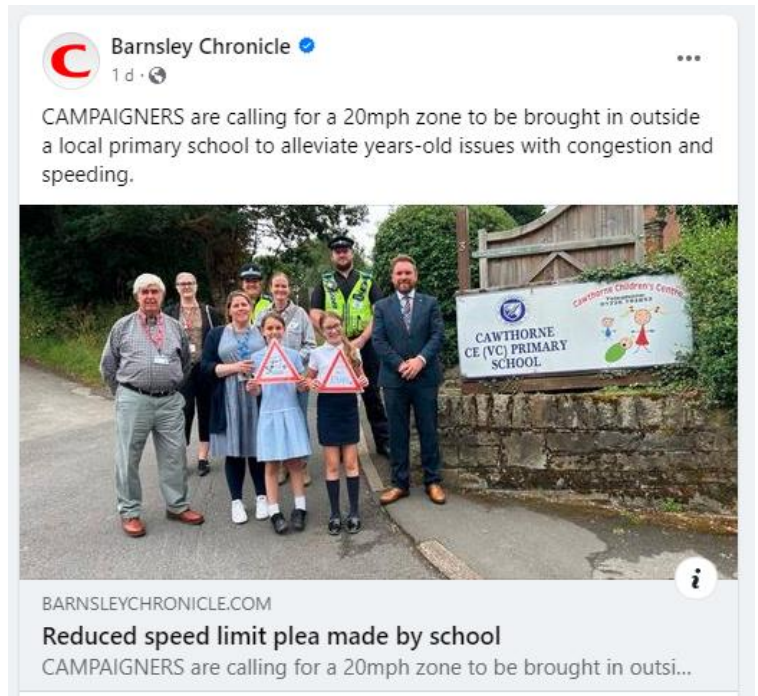 Barnsley Chronicle
1 d
CAMPAIGNERS are calling for a 20mph zone to be brought in outside
a local primary school to alleviate years-old issues with congestion and
speeding.
Cawthorne Children's Centre
CAWTHORNE
CE (VC) PRIMARY
SCHOOL
BARNSLEYCHRONICLE.COM
Reduced speed limit plea made by school
CAMPAIGNERS are calling for a 20mph zone to be brought in outsi...